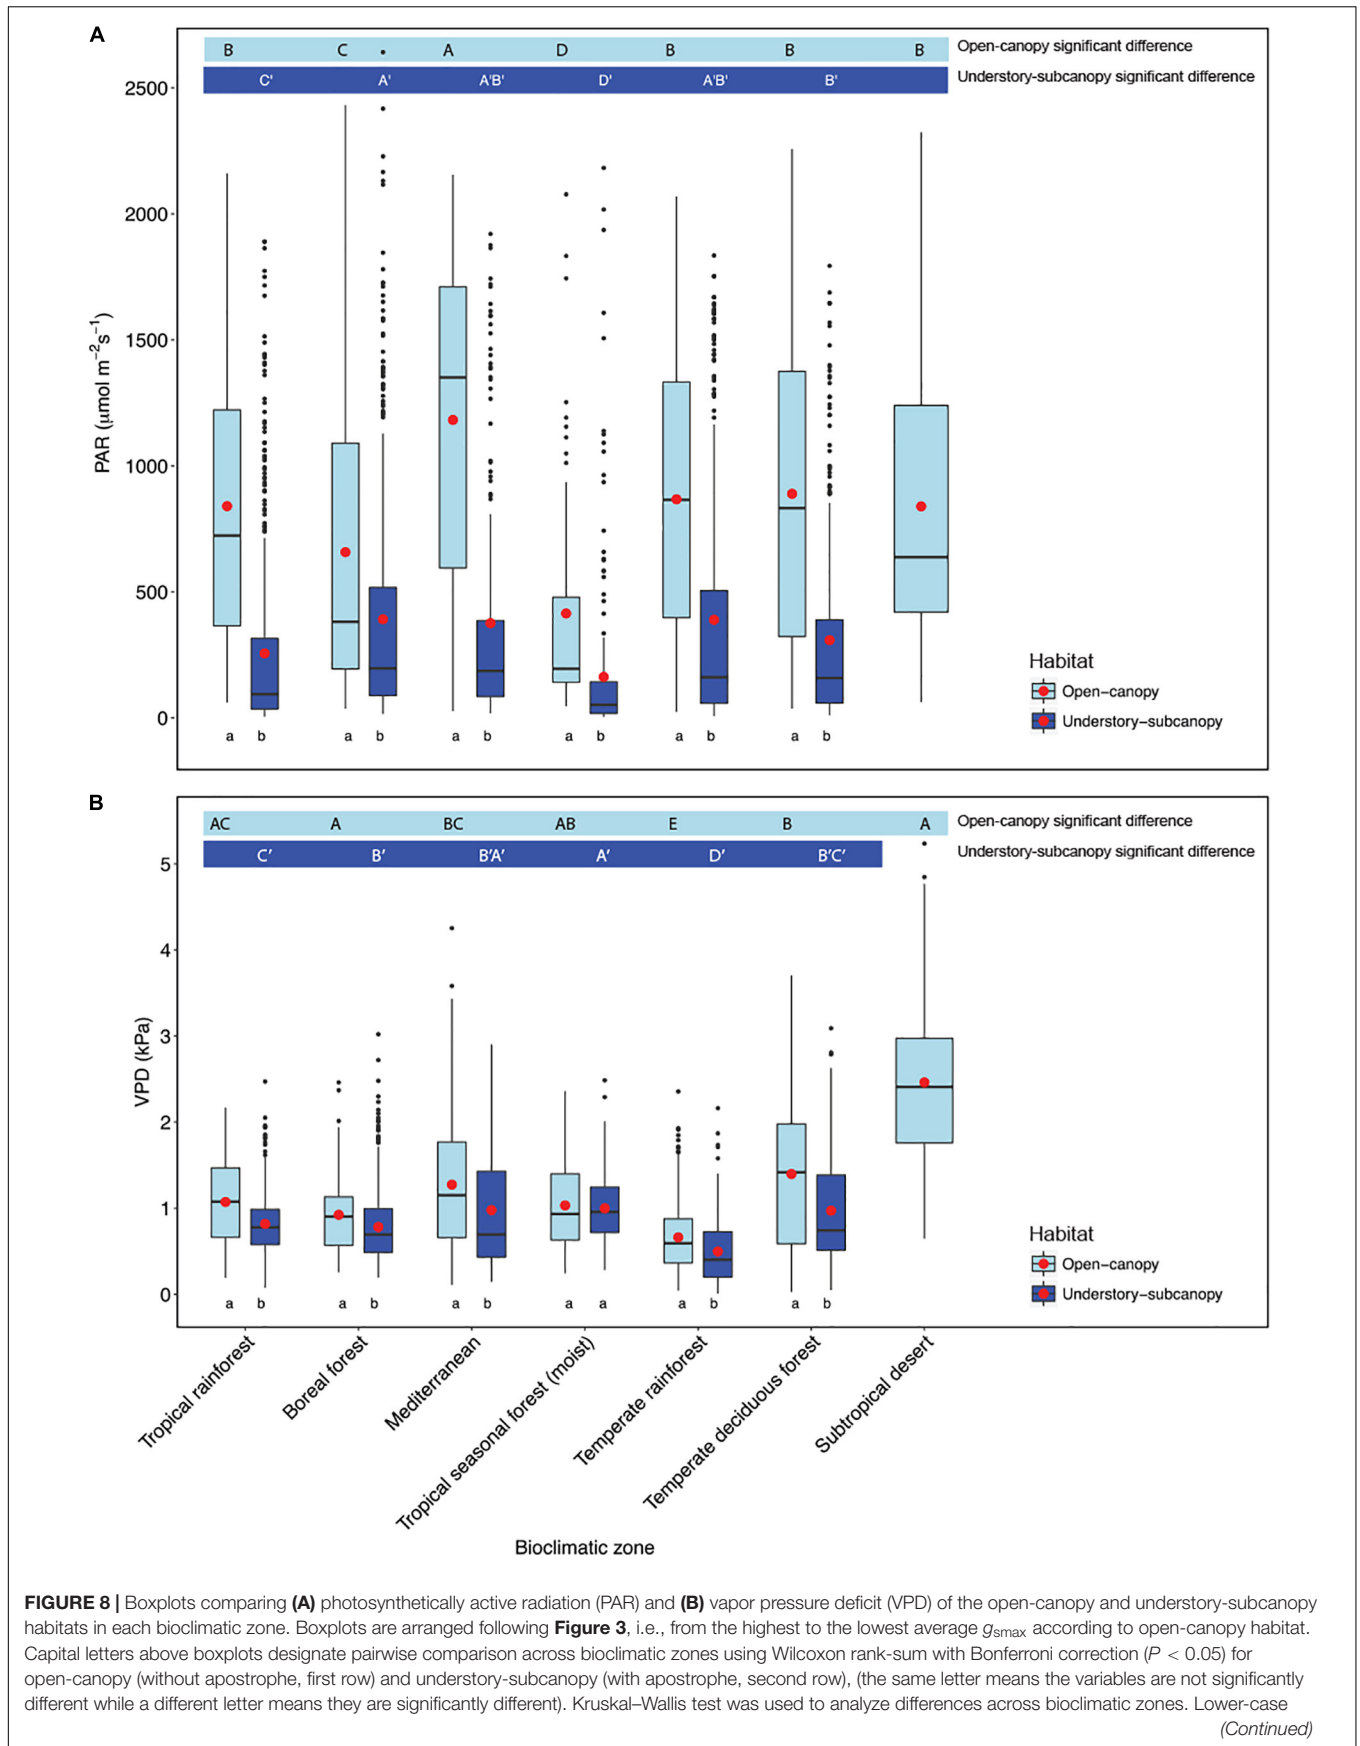 A
B C A D B B B Open-canopy significant difference
C' A' A'B' D' A'B' B' Understory-subcanopy significant difference
2500
2000
1500
1000
500
0
PAR (μmol m−2s−1)
Habitat
Open−canopy
Understory−subcanopy
a b a b a b a b a b a b
B
AC A BC AB E B A Open-canopy significant difference
C′ B′ B′A′ A′ D′ B′C′ Understory-subcanopy significant difference
5
4
3
2
1
0
VPD (kPa)
Habitat
Open−canopy
Understory−subcanopy
a b a b a b a a a b a b
Tropical rainforest
Boreal forest
Mediterranean
Tropical seasonal forest (moist)
Temperate rainforest
Temperate deciduous forest
Subtropical desert
Bioclimatic zone
FIGURE 8 | Boxplots comparing (A) photosynthetically active radiation (PAR) and (B) vapor pressure deficit (VPD) of the open-canopy and understory-subcanopy
habitats in each bioclimatic zone. Boxplots are arranged following Figure 3, i.e., from the highest to the lowest average gsmax according to open-canopy habitat.
Capital letters above boxplots designate pairwise comparison across bioclimatic zones using Wilcoxon rank-sum with Bonferroni correction (P < 0.05) for
open-canopy (without apostrophe, first row) and understory-subcanopy (with apostrophe, second row), (the same letter means the variables are not significantly
different while a different letter means they are significantly different). Kruskal–Wallis test was used to analyze differences across bioclimatic zones. Lower-case
(Continued)